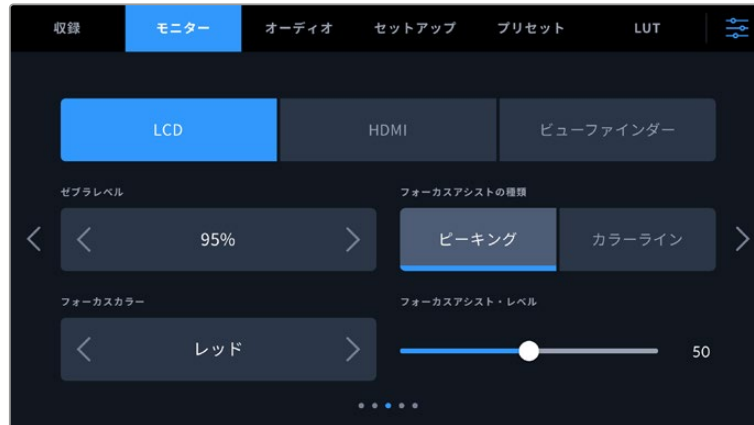 収録 モニター オーディオ セットアップ プリセット LUT
LCD HDMI ビューファインダー
ゼブラレベル フォーカスアシストの種類
95% ピーキング カラーライン
フォーカスカラー フォーカスアシスト・レベル
レッド 50